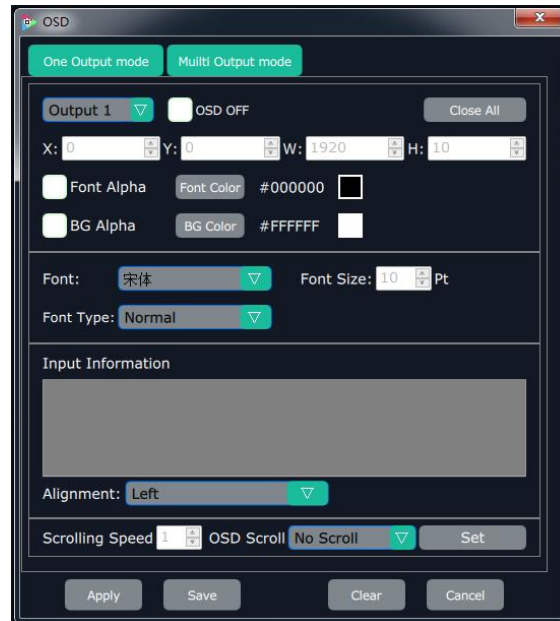 OSD
One Output mode Muilti Output mode
Output 1 OSD OFF Close All
X: 0 Y: 0 W: 1920 H: 10
Font Alpha Font Color #000000
BG Alpha BG Color #FFFFFF
Font: 宋体 Font Size: 10 Pt
Font Type: Normal
Input Information
Alignment: Left
Scrolling Speed 1 OSD Scroll No Scroll Set
Apply Save Clear Cancel